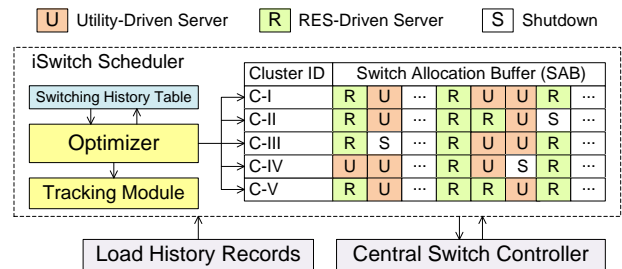 U Utility-Driven Server R RES-Driven Server S Shutdown
iSwitch Scheduler
Switching History Table
Optimizer
Tracking Module
Cluster ID Switch Allocation Buffer (SAB)
C-I R U ... R U U R ...
C-II R U ... R R U S ...
C-III R S ... R U U R ...
C-IV U U ... R U S R ...
C-V R U ... R R U R ...
Load History Records
Central Switch Controller